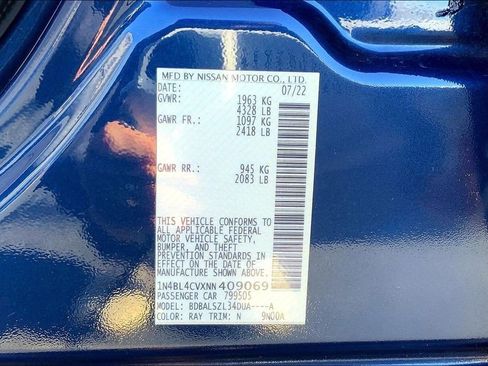 MFD BY NISSAN MOTOR CO., LTD.
DATE: 07/22
GVWR: 1963 KG
4328 LB
GAWR FR.: 1097 KG
2418 LB
GAWR RR.: 945 KG
2083 LB
THIS VEHICLE CONFORMS TO
ALL APPLICABLE FEDERAL
MOTOR VEHICLE SAFETY,
BUMPER, AND THEFT
PREVENTION STANDARDS IN
EFFECT ON THE DATE OF
MANUFACTURE SHOWN ABOVE.
1N4BL4CVXNN 409069
PASSENGER CAR 799505
MODEL: BDBALSZL34DUA----A
COLOR: RAY TRIM: N 9N00A